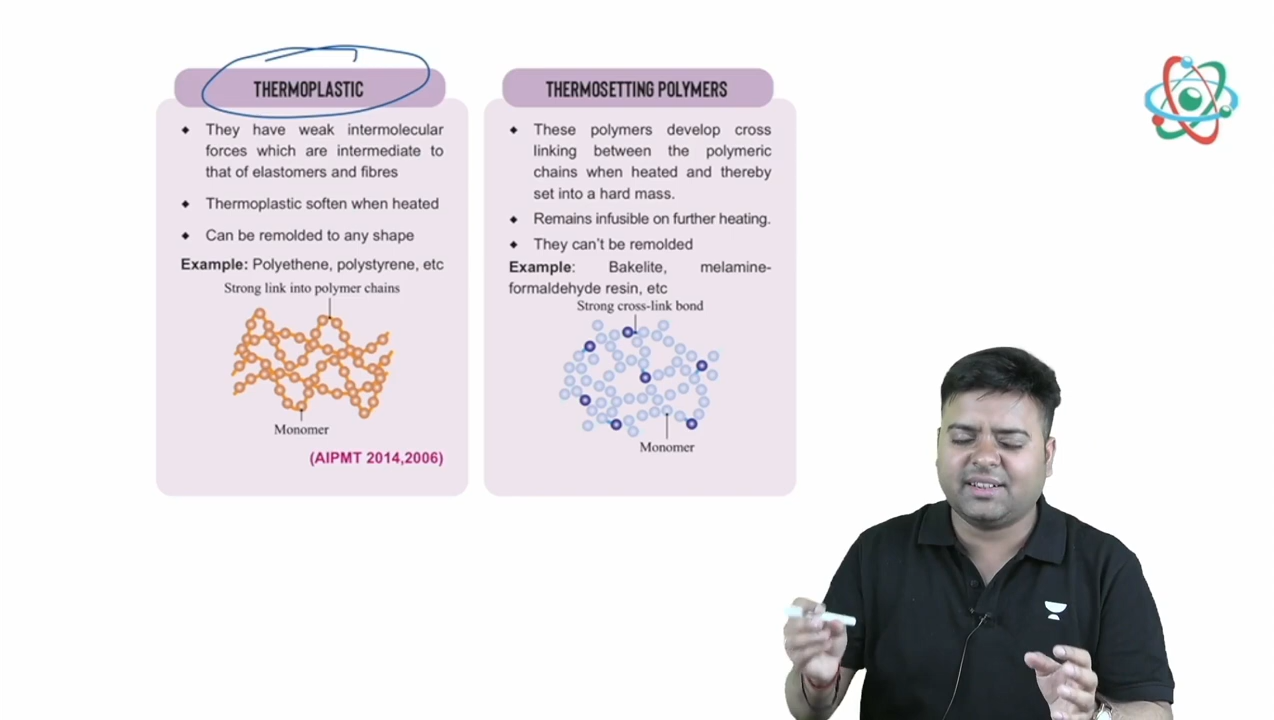 THERMOPLASTIC
They have weak intermolecular
forces which are intermediate to
that of elastomers and fibres
Thermoplastic soften when heated
Can be remolded to any shape
Example: Polyethene, polystyrene, etc
Strong link into polymer chains
Monomer
(AIPMT 2014,2006)
THERMOSETTING POLYMERS
These polymers develop cross
linking between the polymeric
chains when heated and thereby
set into a hard mass.
Remains infusible on further heating.
They can't be remolded
Example: Bakelite, melamine-
formaldehyde resin, etc
Strong cross-link bond
Monomer